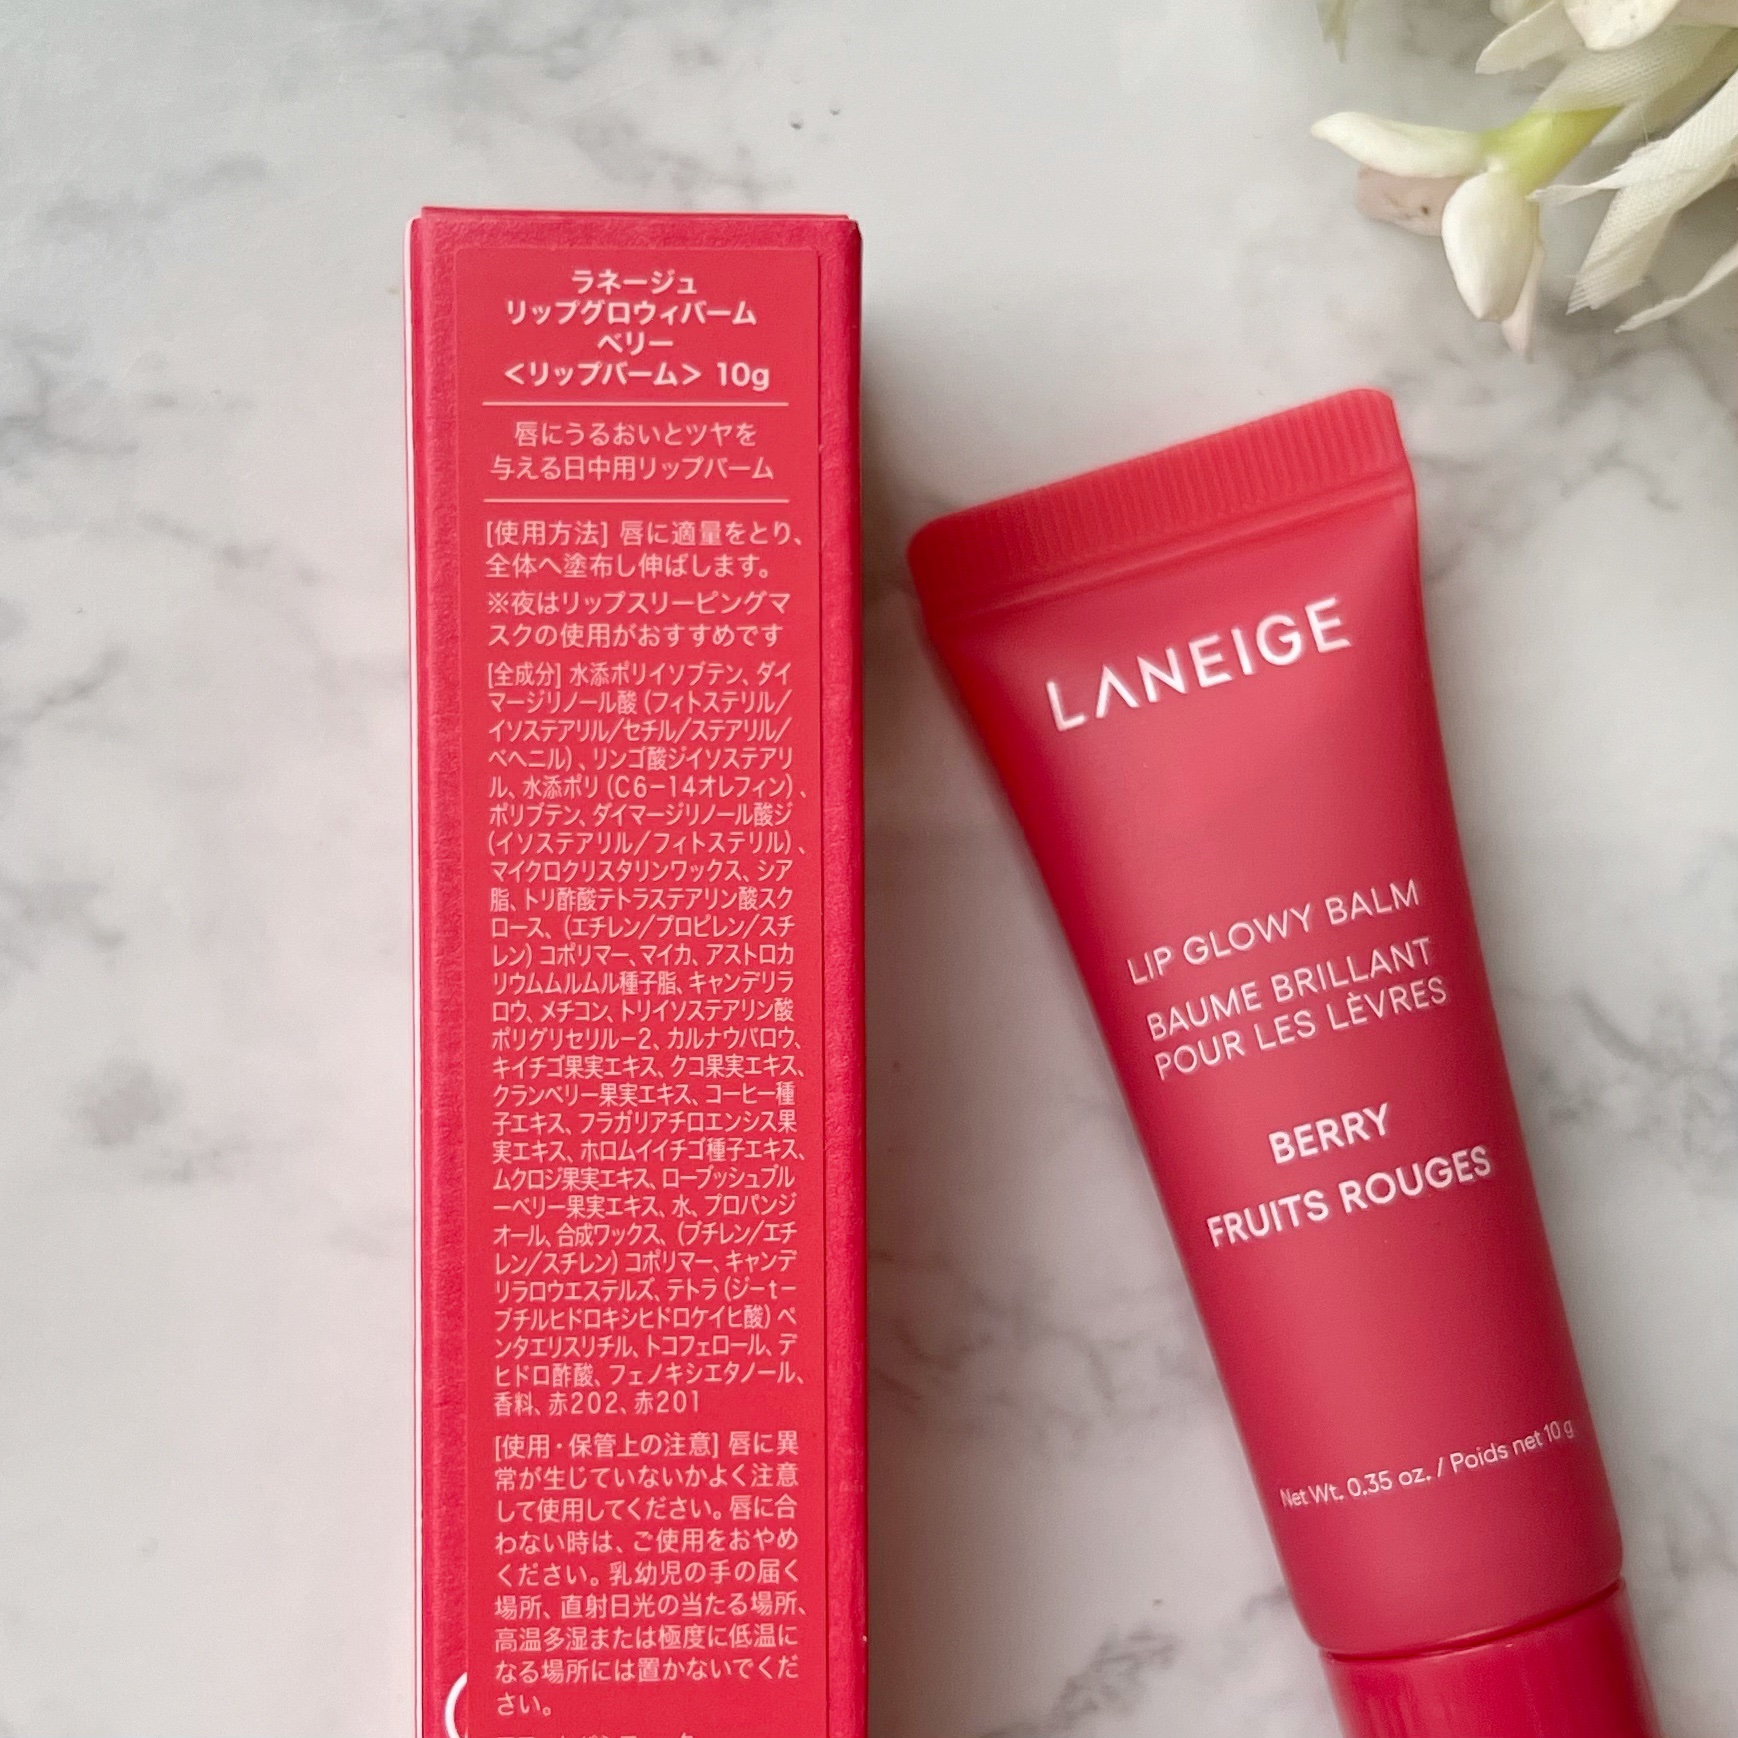 ラネージュ
リップグロウィバーム
ベリー
＜リップバーム＞ 10g
唇にうるおいとツヤを
与える日中用リップバーム
[使用方法] 唇に適量をとり、
全体へ塗布し伸ばします。
※夜はリップスリーピングマ
スクの使用がおすすめです
[全成分] 水添ポリイソブテン、ダイ
マージリノール酸 (フィトステリル/
イソステアリル/セチル/ステアリル/
ベヘニル) 、リンゴ酸ジイソステアリ
ル、水添ポリ (C6-14オレフィン) 、
ポリブテン、ダイマージリノール酸ジ
(イソステアリル/フィトステリル) 、
マイクロクリスタリンワックス、シア
脂、トリ酢酸テトラステアリン酸スク
ロース、(エチレン/プロピレン/スチ
レン) コポリマー、マイカ、アストロカ
リウムムルムル種子脂、キャンデリラ
ロウ、メチコン、トリイソステアリン酸
ポリグリセリル-2、カルナウバロウ、
キイチゴ果実エキス、クコ果実エキス、
クランベリー果実エキス、コーヒー種
子エキス、フラガリアチロエンシス果
実エキス、ホロムイイチゴ種子エキス、
ムクロジ果実エキス、ローブッシュブル
ーベリー果実エキス、水、プロパンジ
オール、合成ワックス、(ブチレン/エチ
レン/スチレン) コポリマー、キャンデ
リラロウエステルズ、テトラ (ジ-t-
ブチルヒドロキシヒドロケイヒ酸) ペ
ンタエリスリチル、トコフェロール、デ
ヒドロ酢酸、フェノキシエタノール、
香料、赤202、赤201
[使用・保管上の注意] 唇に異
常が生じていないかよく注意
して使用してください。唇に合
わない時は、ご使用をおやめ
ください。乳幼児の手の届く
場所、直射日光の当たる場所、
高温多湿または極度に低温に
なる場所には置かないでくだ
さい。
LANEIGE
LIP GLOWY BALM
BAUME BRILLANT
POUR LES LÈVRES
BERRY
FRUITS ROUGES
Net Wt. 0.35 oz. / Poids net 10 g